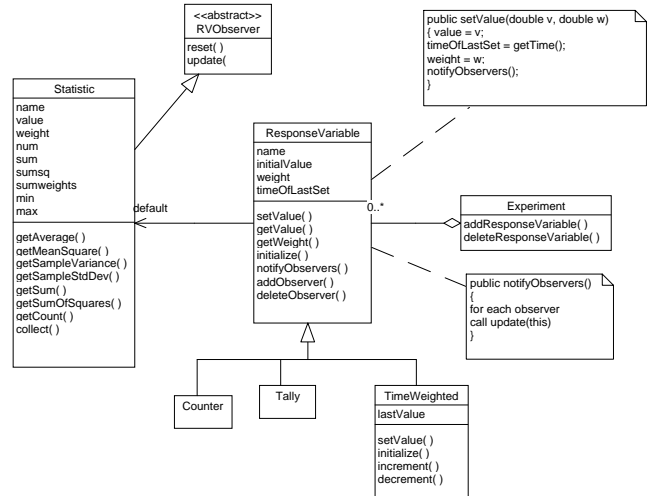 <<abstract>>
RVObserver
reset( )
update(
public setValue(double v, double w)
{ value = v;
timeOfLastSet = getTime();
weight = w;
notifyObservers();
}
Statistic
name
value
weight
num
sum
sumsq
sumweights
min
max
getAverage( )
getMeanSquare( )
getSampleVariance( )
getSampleStdDev( )
getSum( )
getSumOfSquares( )
getCount( )
collect( )
default
ResponseVariable
name
initialValue
weight
timeOfLastSet
setValue( )
getValue( )
getWeight( )
initialize( )
notifyObservers( )
addObserver( )
deleteObserver( )
0..*
Experiment
addResponseVariable( )
deleteResponseVariable( )
public notifyObservers()
{
for each observer
call update(this)
}
Counter
Tally
TimeWeighted
lastValue
setValue( )
initialize( )
increment( )
decrement( )